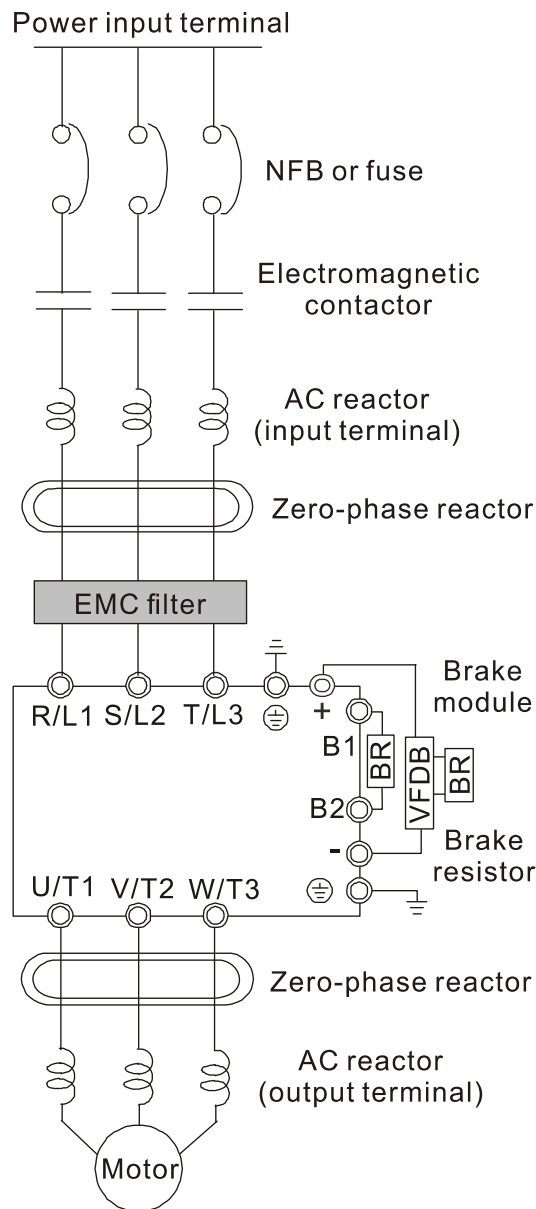 Power input terminal
NFB or fuse
Electromagnetic
contactor
AC reactor
(input terminal)
Zero-phase reactor
EMC filter
R/L1 S/L2 T/L3
+
Brake
module
B1
BR
VFDB
BR
B2
-
Brake
resistor
U/T1 V/T2 W/T3
Zero-phase reactor
AC reactor
(output terminal)
Motor